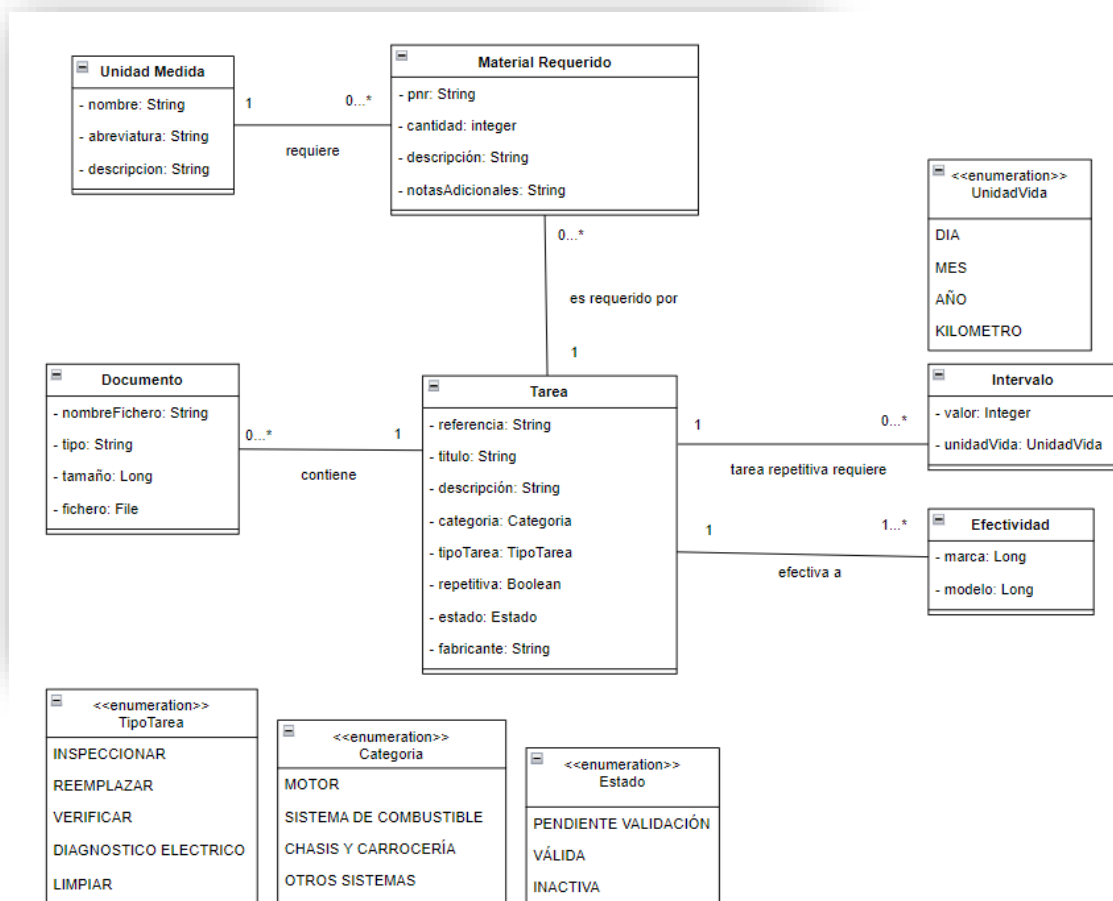 Unidad Medida
- nombre: String
- abreviatura: String
- descripcion: String
1
0...*
requiere
Material Requerido
- pnr: String
- cantidad: integer
- descripción: String
- notasAdicionales: String
0...*
es requerido por
1
<<enumeration>>
UnidadVida
DIA
MES
AÑO
KILOMETRO
Documento
- nombreFichero: String
- tipo: String
- tamaño: Long
- fichero: File
0...*
1
contiene
Tarea
- referencia: String
- titulo: String
- descripción: String
- categoria: Categoria
- tipoTarea: TipoTarea
- repetitiva: Boolean
- estado: Estado
- fabricante: String
1
0...*
tarea repetitiva requiere
Intervalo
- valor: Integer
- unidadVida: UnidadVida
1
1...*
efectiva a
Efectividad
- marca: Long
- modelo: Long
<<enumeration>>
TipoTarea
INSPECCIONAR
REEMPLAZAR
VERIFICAR
DIAGNOSTICO ELECTRICO
LIMPIAR
<<enumeration>>
Categoria
MOTOR
SISTEMA DE COMBUSTIBLE
CHASIS Y CARROCERÍA
OTROS SISTEMAS
<<enumeration>>
Estado
PENDIENTE VALIDACIÓN
VÁLIDA
INACTIVA